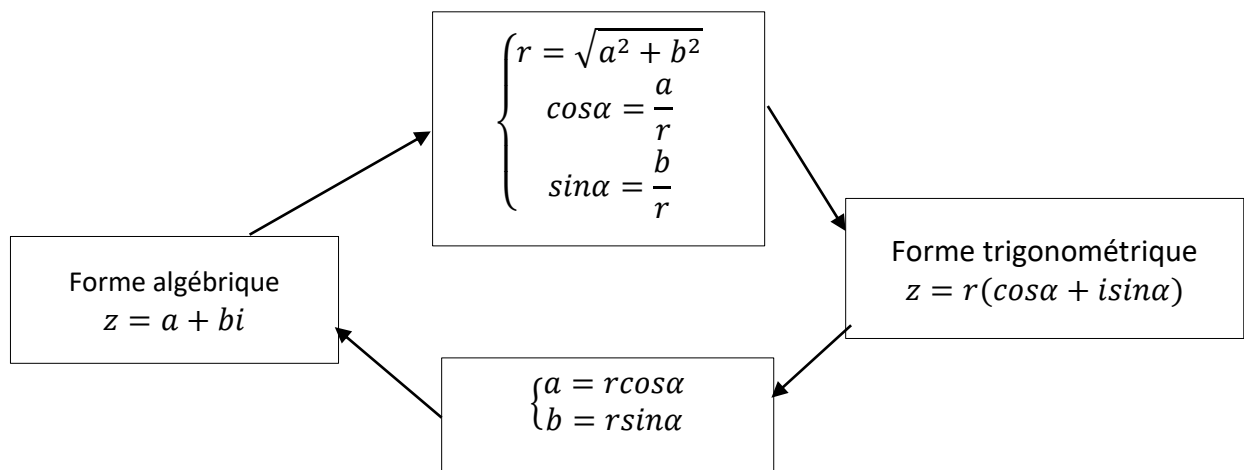 r = √(a² + b²)
cosα = a/r
sinα = b/r
Forme algébrique
z = a + bi
Forme trigonométrique
z = r(cosα + isinα)
a = rcosα
b = rsinα